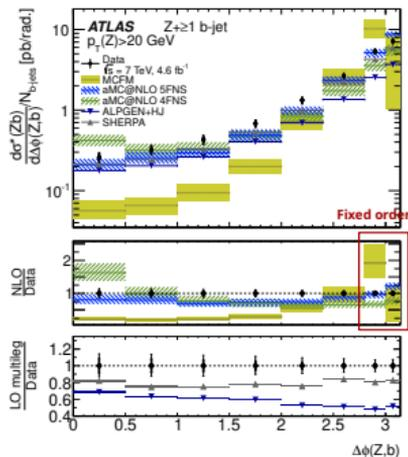 ATLAS Z+≥1 b-jet
p_T(Z)>20 GeV
Data
√s = 7 TeV, 4.6 fb⁻¹
MCFM
aMC@NLO 5FNS
aMC@NLO 4FNS
ALPGEN+HJ
SHERPA
dσ*(Zb)/dΔφ(Z,b)/N_b-jets [pb/rad.]
10
1
10⁻¹
Fixed order
NLO/Data
2
1
LO multileg/Data
1.2
1
0.8
0.6
0.4
0 0.5 1 1.5 2 2.5 3
Δφ(Z,b)